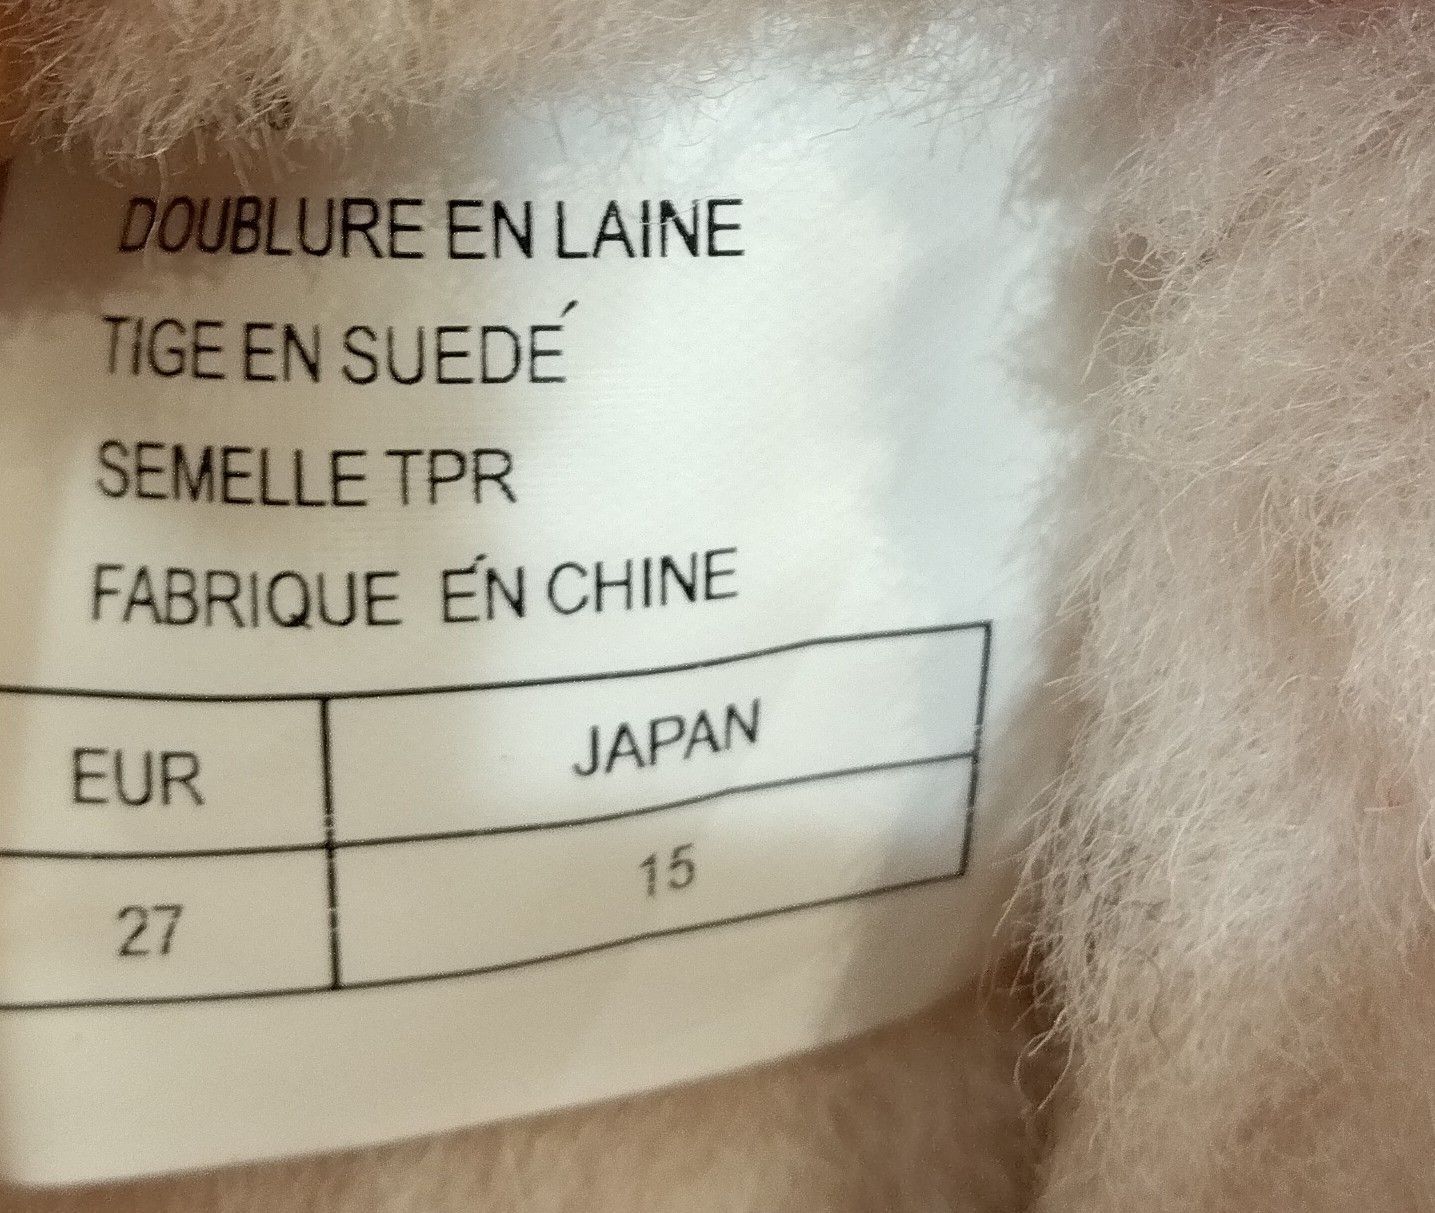 DOUBLURE EN LAINE
TIGE EN SUEDÉ
SEMELLE TPR
FABRIQUE ÉN CHINE
EUR JAPAN
27 15